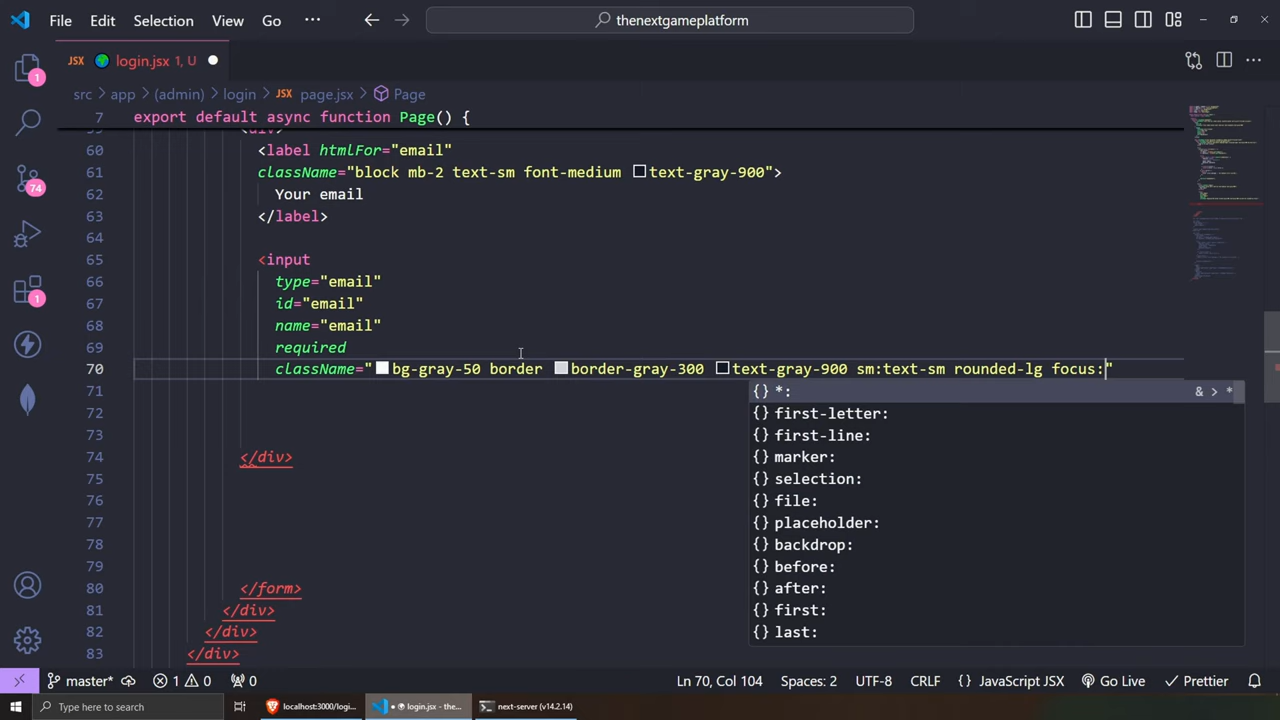 File Edit Selection View Go ··· thenextgameplatform
JSX login.jsx 1, U
1
src > app > (admin) > login > JSX page.jsx > Page
7 export default async function Page() {
59 <div>
60 <label htmlFor="email"
61 className="block mb-2 text-sm font-medium text-gray-900">
62 Your email
63 </label>
64
74
65 <input
66 type="email"
67 id="email"
68 name="email"
69 required
1
70 className="bg-gray-50 border border-gray-300 text-gray-900 sm:text-sm rounded-lg focus:"
71
*: & > *
72
first-letter:
73
first-line:
74 </div>
marker:
75
selection:
76
file:
77
placeholder:
78
backdrop:
79
before:
80 </form>
after:
81 </div>
first:
82 </div>
last:
83 </div>
master* 1 0 0 Ln 70, Col 104 Spaces: 2 UTF-8 CRLF {} JavaScript JSX Go Live Prettier
Type here to search localhost:3000/logi... login.jsx - the... next-server (v14.2.14)